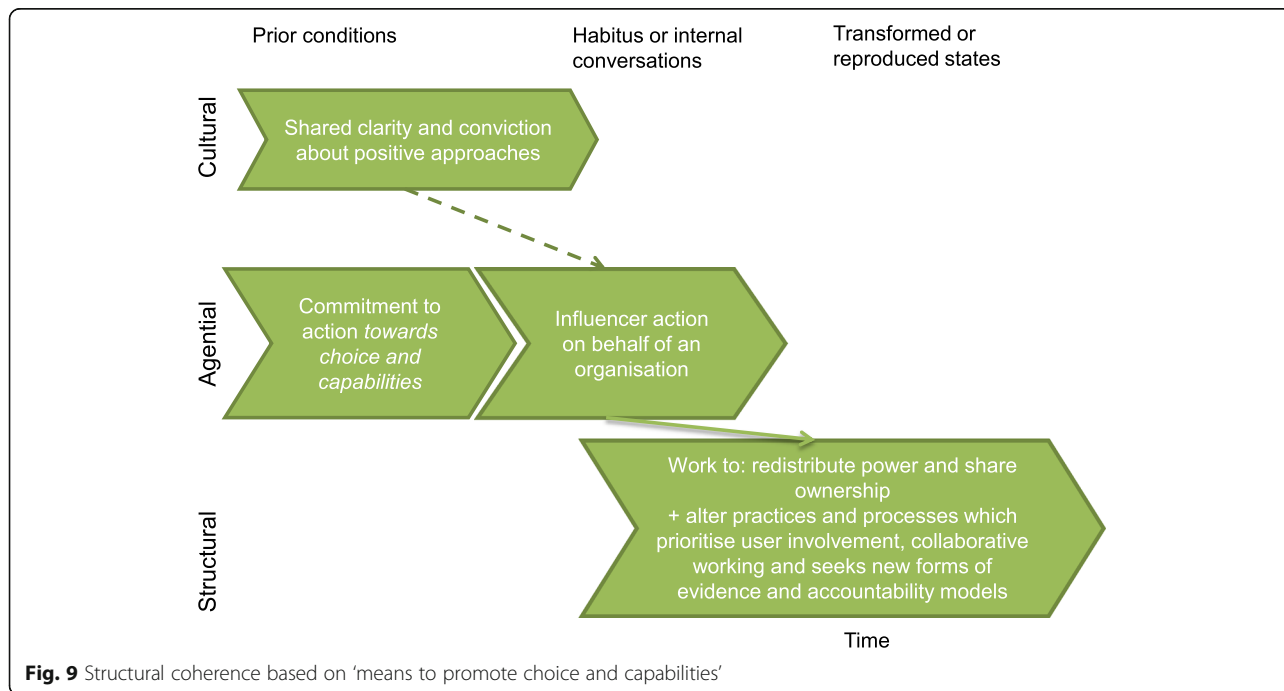 Prior conditions
Habitus or internal
conversations
Transformed or
reproduced states
Cultural
Shared clarity and conviction
about positive approaches
Agential
Commitment to
action towards
choice and
capabilities
Influencer action
on behalf of an
organisation
Structural
Work to: redistribute power and share
ownership
+ alter practices and processes which
prioritise user involvement, collaborative
working and seeks new forms of
evidence and accountability models
Time
Fig. 9 Structural coherence based on ‘means to promote choice and capabilities’